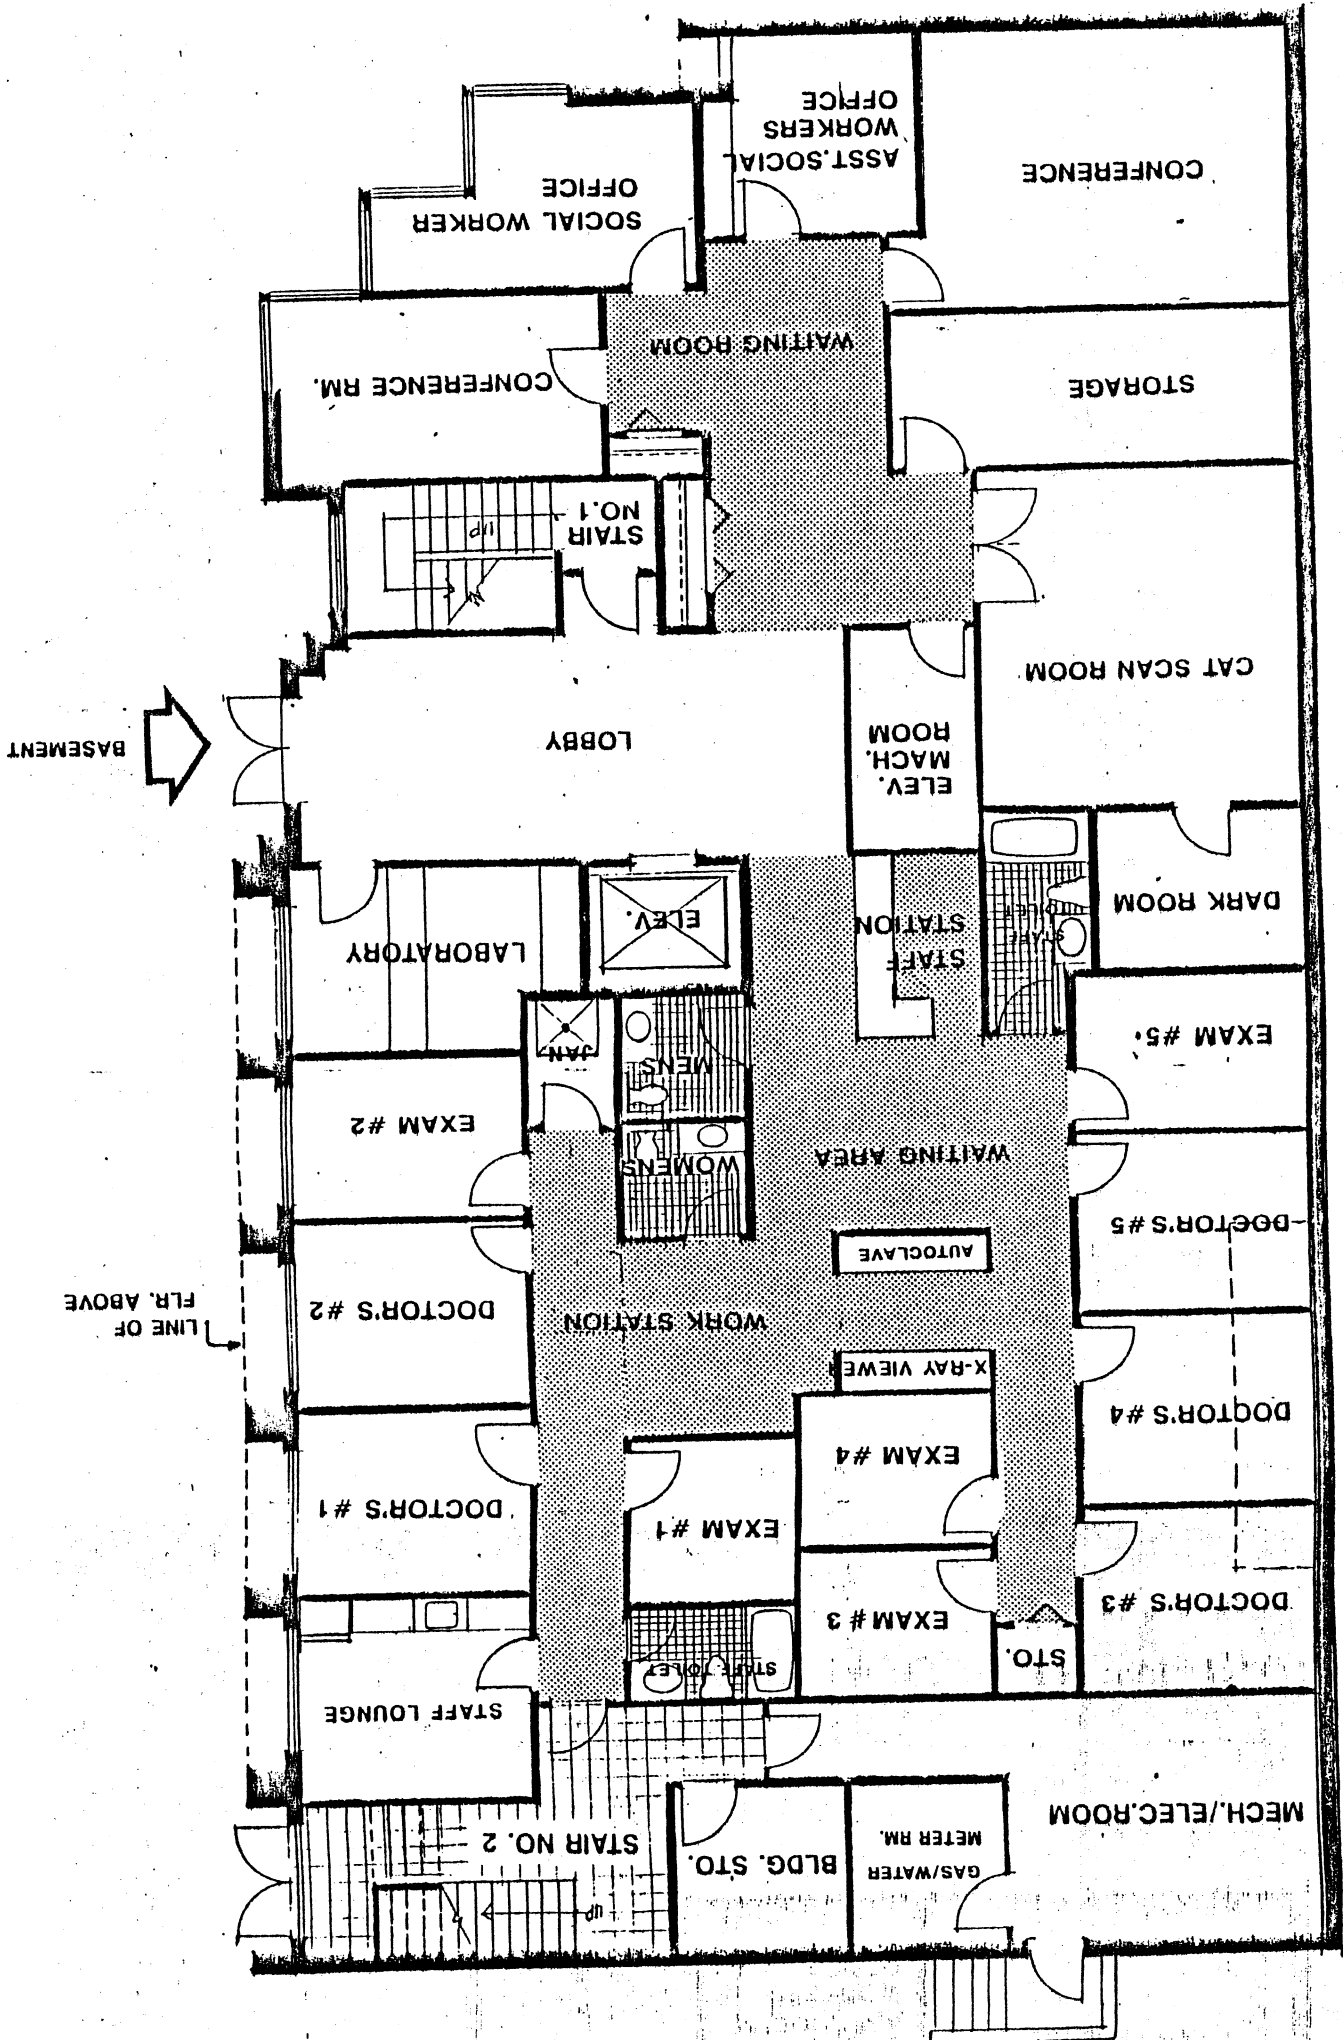 MECH./ELEC.ROOM
GAS/WATER
METER RM.
BLDG. STO.
UP
STAIR NO. 2
DOCTOR'S #3
STO.
EXAM #3
STAFF TOILET
STAFF LOUNGE
DOCTOR'S #4
EXAM #4
EXAM #1
DOCTOR'S #1
X-RAY VIEWER
WORK STATION
DOCTOR'S #2
LINE OF
FLR. ABOVE
DOCTOR'S #5
AUTOCLAVE
WAITING AREA
WOMENS
EXAM #2
EXAM #5
MENS
JAN
DARK ROOM
STAFF
TOILET
STAFF
STATION
ELEV.
LABORATORY
ELEV.
MACH.
ROOM
LOBBY
BASEMENT
CAT SCAN ROOM
STAIR
NO.1
UP
STORAGE
WAITING ROOM
CONFERENCE RM.
CONFERENCE
ASST.SOCIAL
WORKERS
OFFICE
SOCIAL WORKER
OFFICE